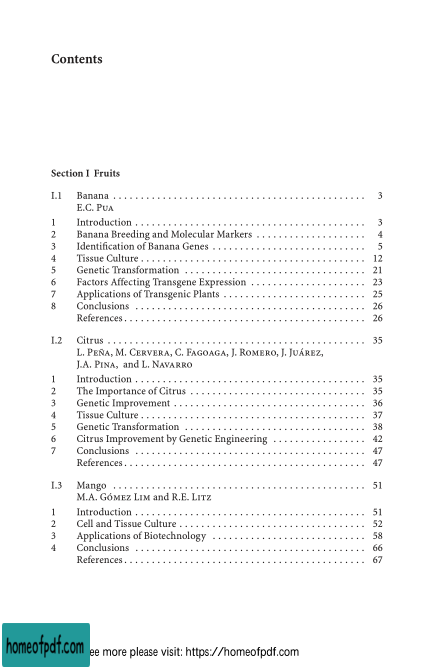 Contents
Section I Fruits
I.1 Banana . . . . . . . . . . . . . . . . . . . . . . . . . . . . . . . . . . . . . . . . . . . . . . 3
E.C. Pua
1 Introduction . . . . . . . . . . . . . . . . . . . . . . . . . . . . . . . . . . . . . . . . . . 3
2 Banana Breeding and Molecular Markers . . . . . . . . . . . . . . . . . . . . 4
3 Identification of Banana Genes . . . . . . . . . . . . . . . . . . . . . . . . . . . . 5
4 Tissue Culture . . . . . . . . . . . . . . . . . . . . . . . . . . . . . . . . . . . . . . . . . 12
5 Genetic Transformation . . . . . . . . . . . . . . . . . . . . . . . . . . . . . . . . . 21
6 Factors Affecting Transgene Expression . . . . . . . . . . . . . . . . . . . . . 23
7 Applications of Transgenic Plants . . . . . . . . . . . . . . . . . . . . . . . . . . 25
8 Conclusions . . . . . . . . . . . . . . . . . . . . . . . . . . . . . . . . . . . . . . . . . . 26
References . . . . . . . . . . . . . . . . . . . . . . . . . . . . . . . . . . . . . . . . . . . . 26
I.2 Citrus . . . . . . . . . . . . . . . . . . . . . . . . . . . . . . . . . . . . . . . . . . . . . . . 35
L. Peña, M. Cervera, C. Fagoaga, J. Romero, J. Juárez,
J.A. Pina, and L. Navarro
1 Introduction . . . . . . . . . . . . . . . . . . . . . . . . . . . . . . . . . . . . . . . . . . 35
2 The Importance of Citrus . . . . . . . . . . . . . . . . . . . . . . . . . . . . . . . . 35
3 Genetic Improvement . . . . . . . . . . . . . . . . . . . . . . . . . . . . . . . . . . . 36
4 Tissue Culture . . . . . . . . . . . . . . . . . . . . . . . . . . . . . . . . . . . . . . . . . 37
5 Genetic Transformation . . . . . . . . . . . . . . . . . . . . . . . . . . . . . . . . . 38
6 Citrus Improvement by Genetic Engineering . . . . . . . . . . . . . . . . . 42
7 Conclusions . . . . . . . . . . . . . . . . . . . . . . . . . . . . . . . . . . . . . . . . . . 47
References . . . . . . . . . . . . . . . . . . . . . . . . . . . . . . . . . . . . . . . . . . . . 47
I.3 Mango . . . . . . . . . . . . . . . . . . . . . . . . . . . . . . . . . . . . . . . . . . . . . . 51
M.A. Gómez Lim and R.E. Litz
1 Introduction . . . . . . . . . . . . . . . . . . . . . . . . . . . . . . . . . . . . . . . . . . 51
2 Cell and Tissue Culture . . . . . . . . . . . . . . . . . . . . . . . . . . . . . . . . . . 52
3 Applications of Biotechnology . . . . . . . . . . . . . . . . . . . . . . . . . . . . 58
4 Conclusions . . . . . . . . . . . . . . . . . . . . . . . . . . . . . . . . . . . . . . . . . . 66
References . . . . . . . . . . . . . . . . . . . . . . . . . . . . . . . . . . . . . . . . . . . . 67
homeofpdf.com ee more please visit: https://homeofpdf.com